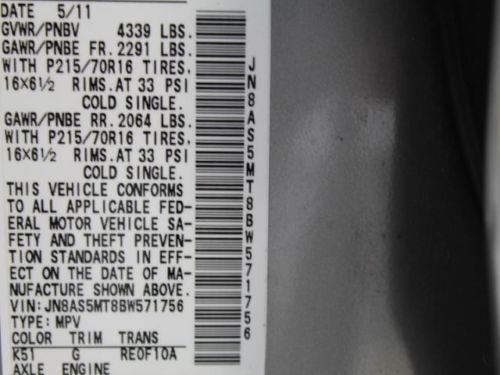 DATE 5/11
GVWR/PNBV 4339 LBS.
GAWR/PNBE FR. 2291 LBS.
WITH P215/70R16 TIRES,
16X6½ RIMS.AT 33 PSI
COLD SINGLE.
GAWR/PNBE RR. 2064 LBS.
WITH P215/70R16 TIRES,
16X6½ RIMS.AT 33 PSI
COLD SINGLE.
THIS VEHICLE CONFORMS
TO ALL APPLICABLE FED-
ERAL MOTOR VEHICLE SA-
FETY AND THEFT PREVEN-
TION STANDARDS IN EFF-
ECT ON THE DATE OF MA-
NUFACTURE SHOWN ABOVE.
VIN:JN8AS5MT8BW571756
TYPE:MPV
COLOR TRIM TRANS
K51 G RE0F10A
AXLE ENGINE
JN8AS5MT8BW571756